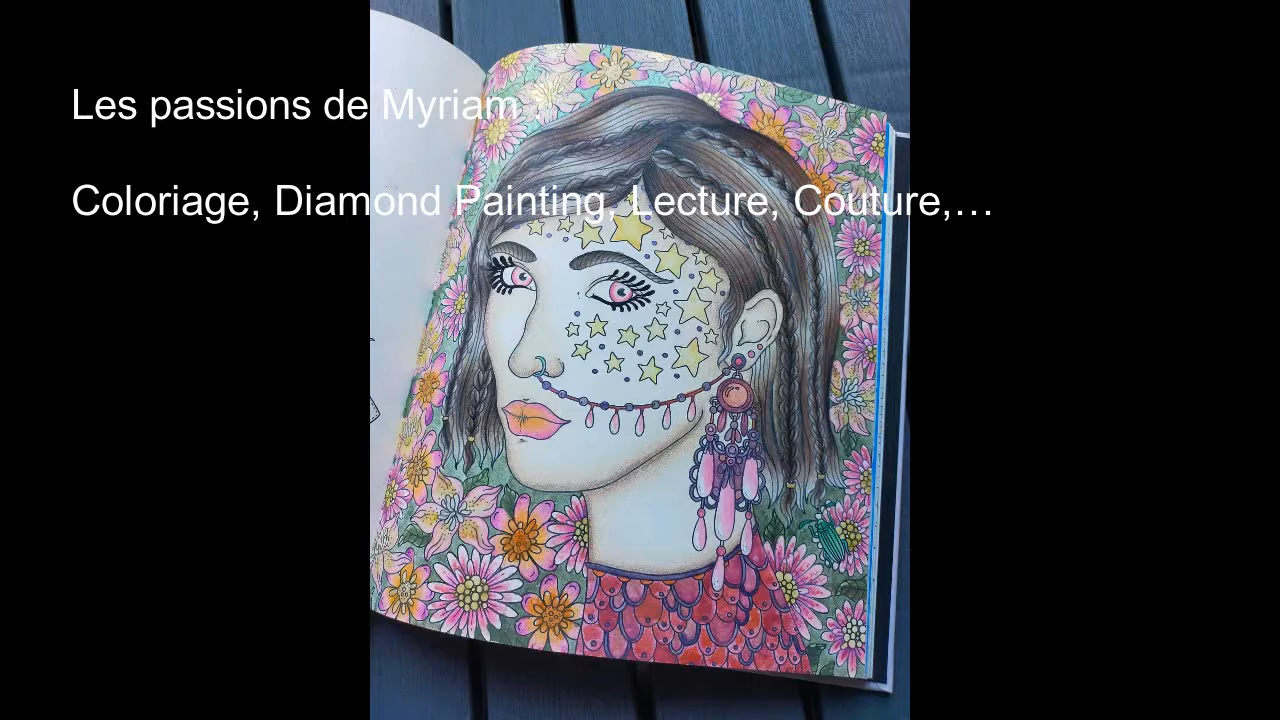 Les passions de Myriam :
Coloriage, Diamond Painting, Lecture, Couture,…